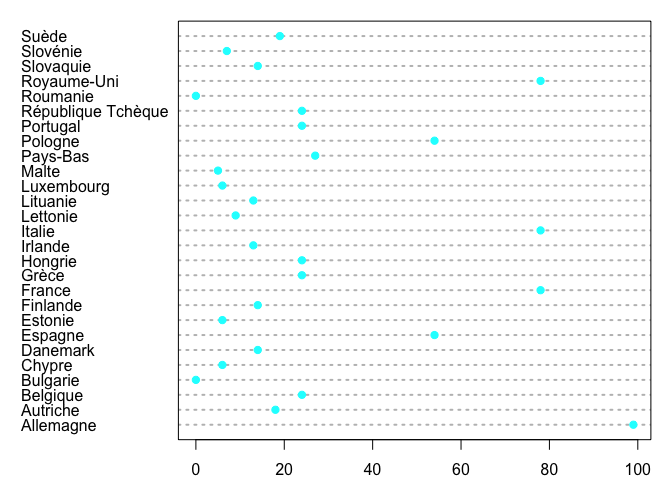 Suède
Slovénie
Slovaquie
Royaume-Uni
Roumanie
République Tchèque
Portugal
Pologne
Pays-Bas
Malte
Luxembourg
Lituanie
Lettonie
Italie
Irlande
Hongrie
Grèce
France
Finlande
Estonie
Espagne
Danemark
Chypre
Bulgarie
Belgique
Autriche
Allemagne
0 20 40 60 80 100